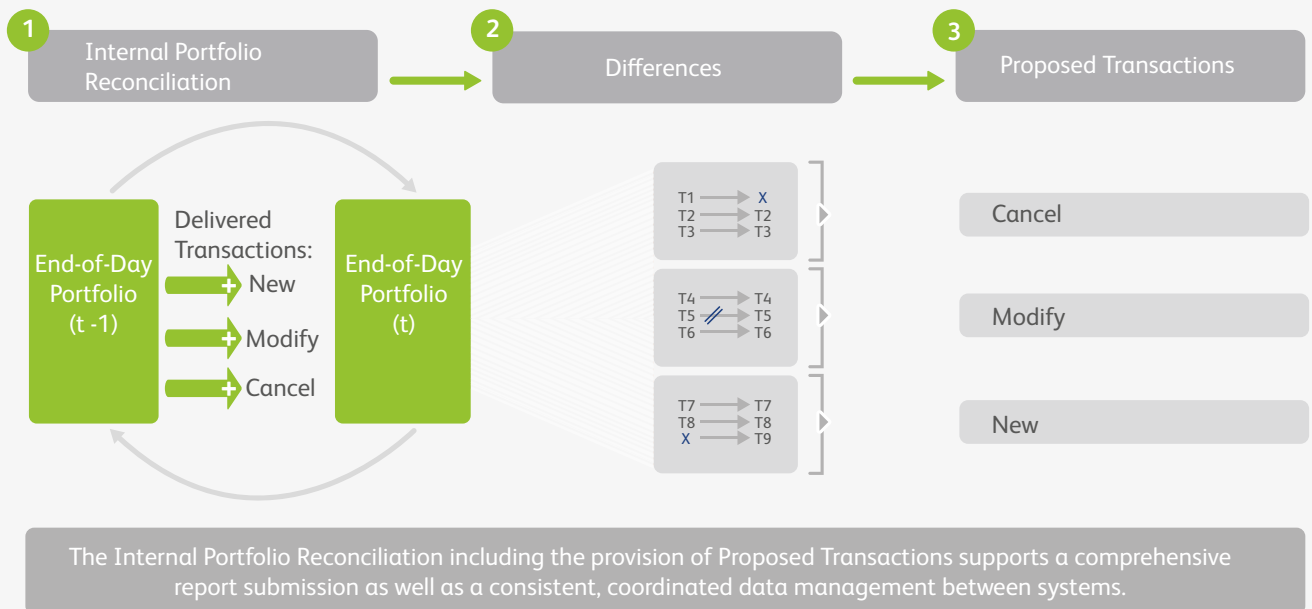 1
Internal Portfolio
Reconciliation
2
Differences
3
Proposed Transactions
End-of-Day
Portfolio
(t -1)
Delivered
Transactions:
+ New
+ Modify
+ Cancel
End-of-Day
Portfolio
(t)
T1 X
T2 T2
T3 T3
T4 T4
T5 T5
T6 T6
T7 T7
T8 T8
X T9
Cancel
Modify
New
The Internal Portfolio Reconciliation including the provision of Proposed Transactions supports a comprehensive
report submission as well as a consistent, coordinated data management between systems.